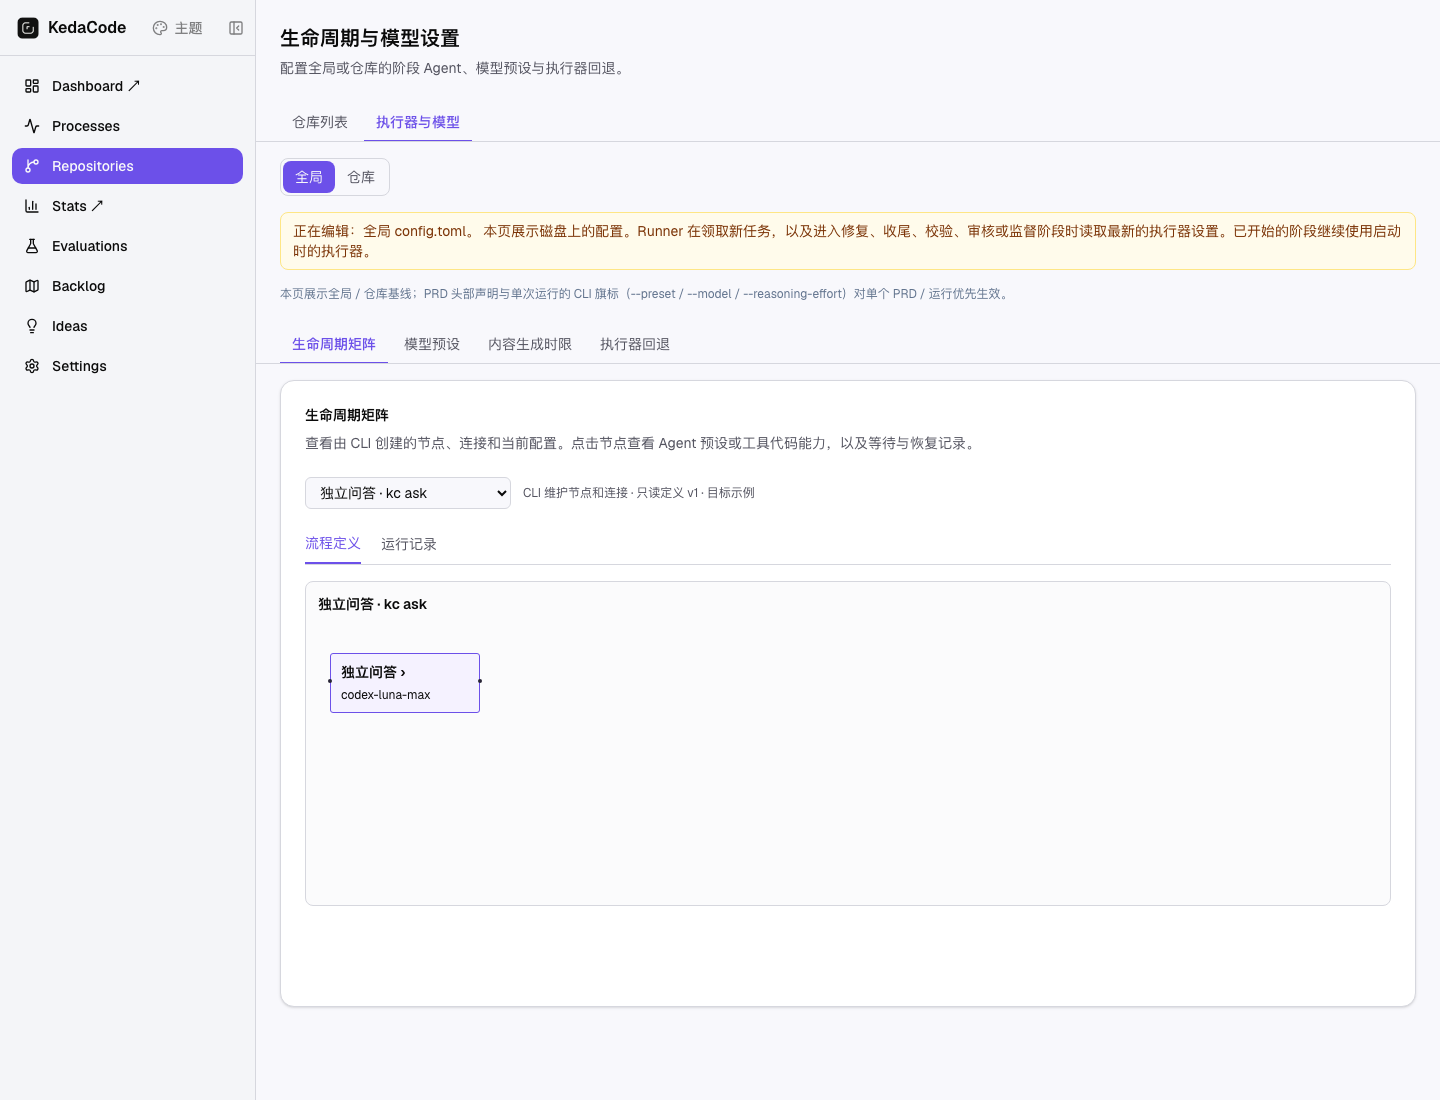 KedaCode
主题
Dashboard ↗
Processes
Repositories
Stats ↗
Evaluations
Backlog
Ideas
Settings
生命周期与模型设置
配置全局或仓库的阶段 Agent、模型预设与执行器回退。
仓库列表
执行器与模型
全局
仓库
正在编辑：全局 config.toml。 本页展示磁盘上的配置。Runner 在领取新任务，以及进入修复、收尾、校验、审核或监督阶段时读取最新的执行器设置。已开始的阶段继续使用启动
时的执行器。
本页展示全局 / 仓库基线；PRD 头部声明与单次运行的 CLI 旗标（--preset / --model / --reasoning-effort）对单个 PRD / 运行优先生效。
生命周期矩阵
模型预设
内容生成时限
执行器回退
生命周期矩阵
查看由 CLI 创建的节点、连接和当前配置。点击节点查看 Agent 预设或工具代码能力，以及等待与恢复记录。
独立问答 · kc ask
CLI 维护节点和连接 · 只读定义 v1 · 目标示例
流程定义
运行记录
独立问答 · kc ask
独立问答 ›
codex-luna-max